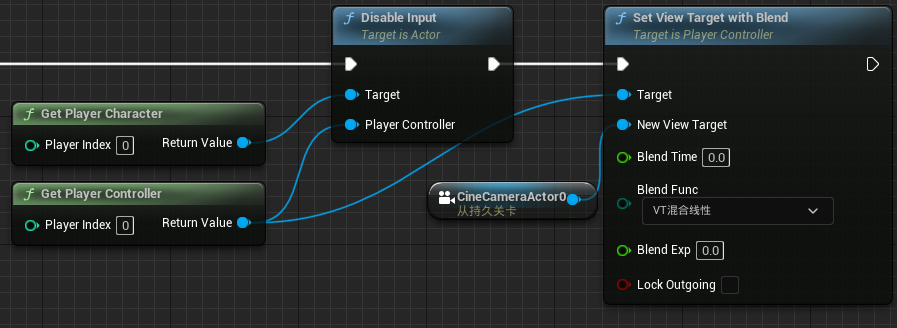 Disable Input
Target is Actor
Target
Player Controller
Get Player Character
Player Index 0 Return Value
Get Player Controller
Player Index 0 Return Value
CineCameraActor0
从持久关卡
Set View Target with Blend
Target is Player Controller
Target
New View Target
Blend Time 0.0
Blend Func
VT混合线性
Blend Exp 0.0
Lock Outgoing